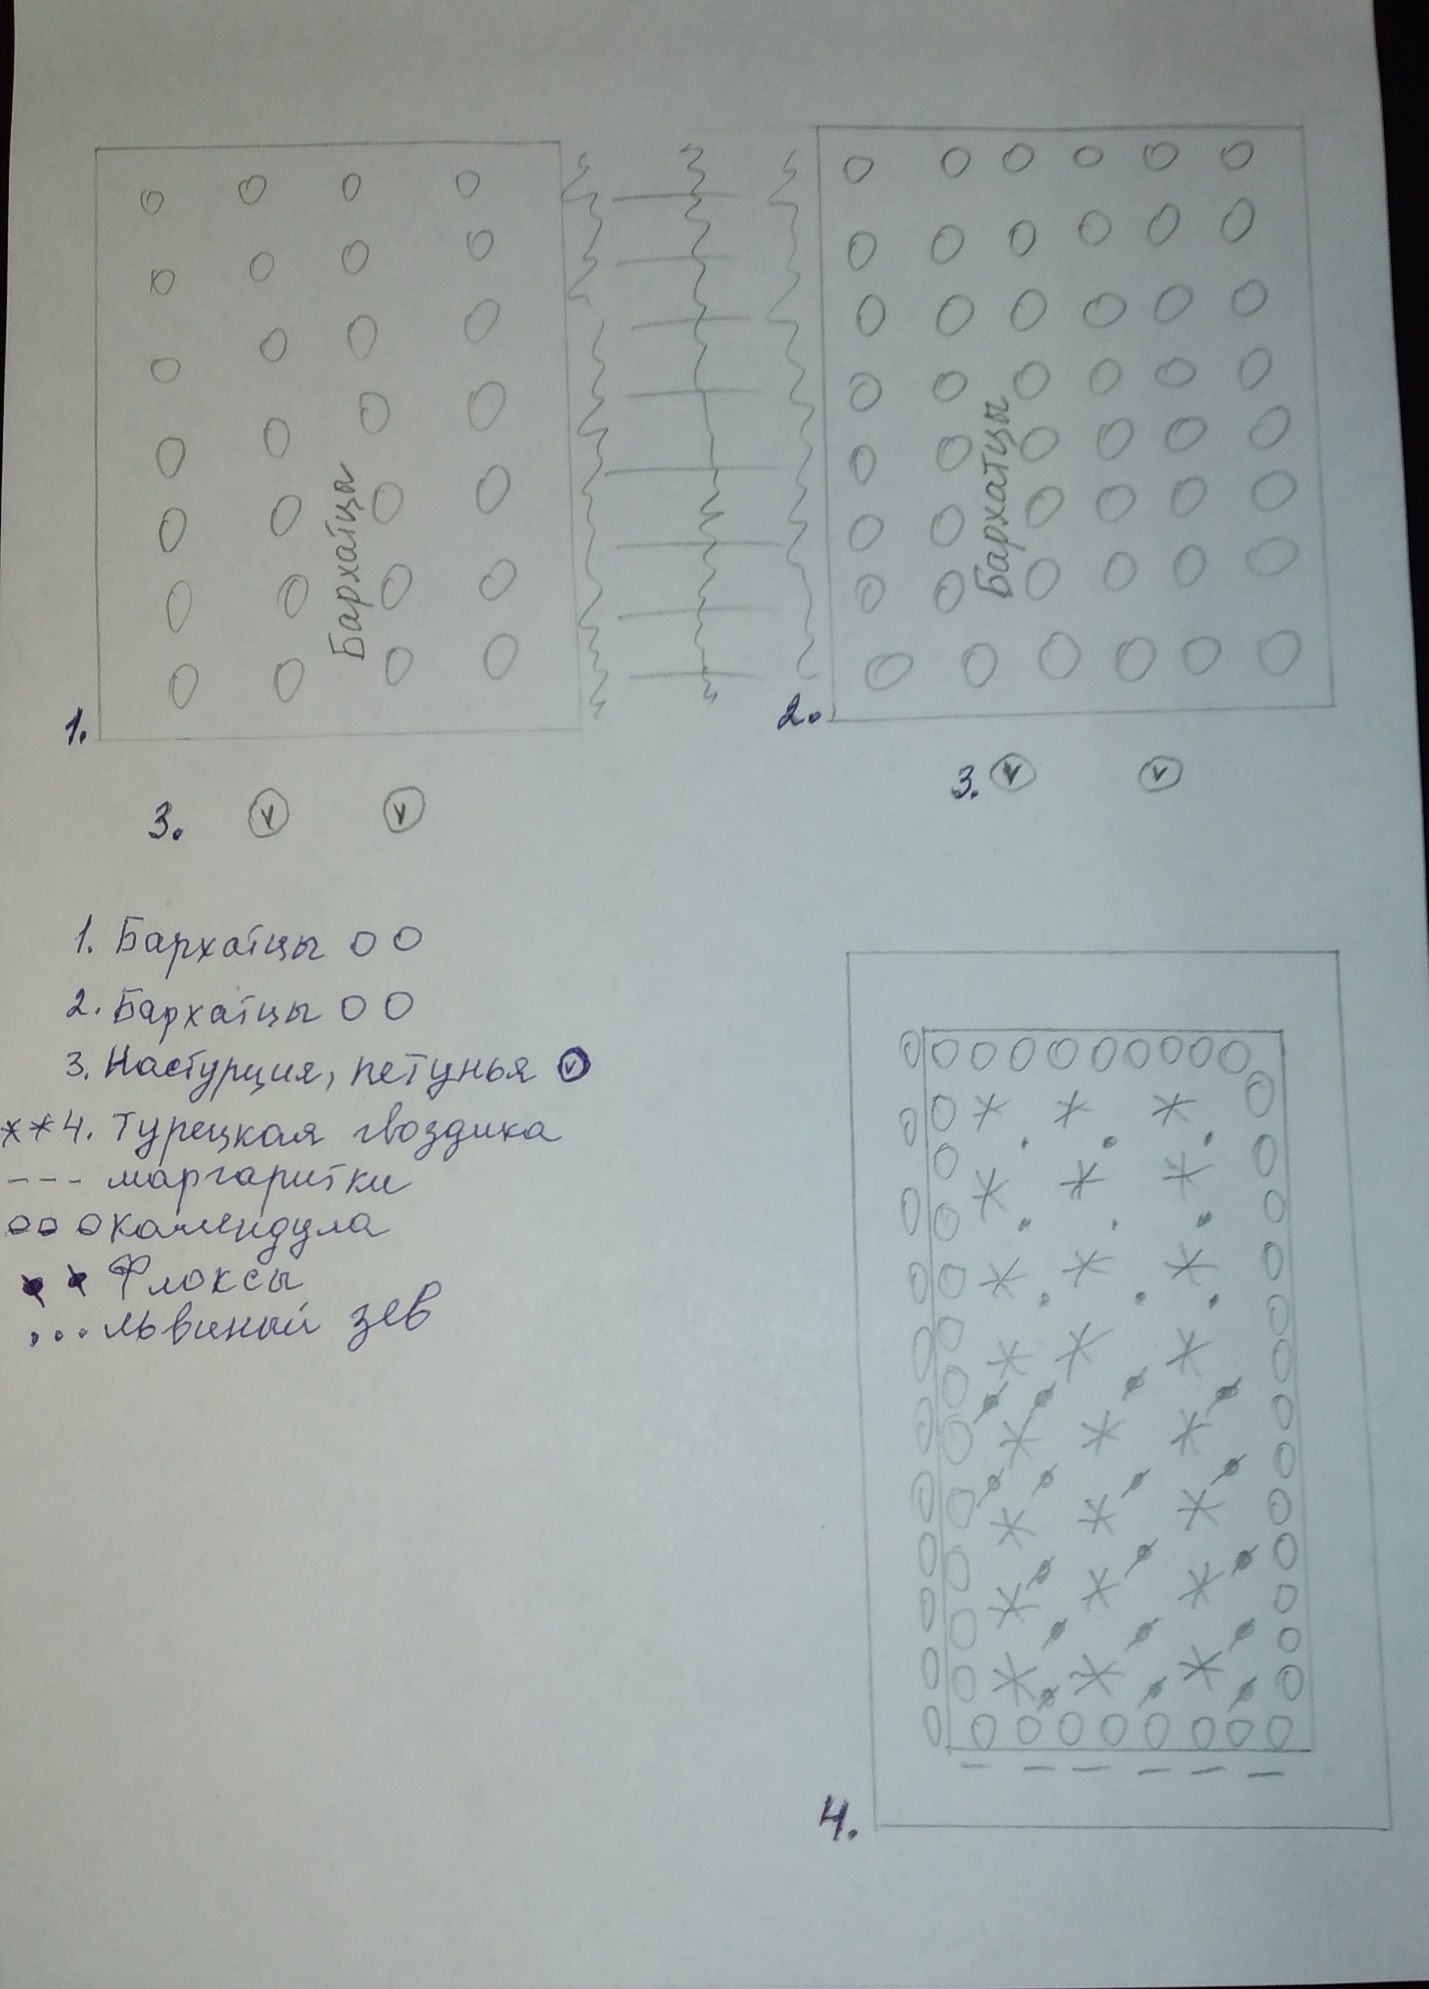 Бархатцы
Бархатцы
1.
2.
3.
3.
1. Бархатцы
2. Бархатцы
3. Настурция, петунья
4. Турецкая гвоздика
--- маргаритки
календула
Флоксы
... львиный зев
4.